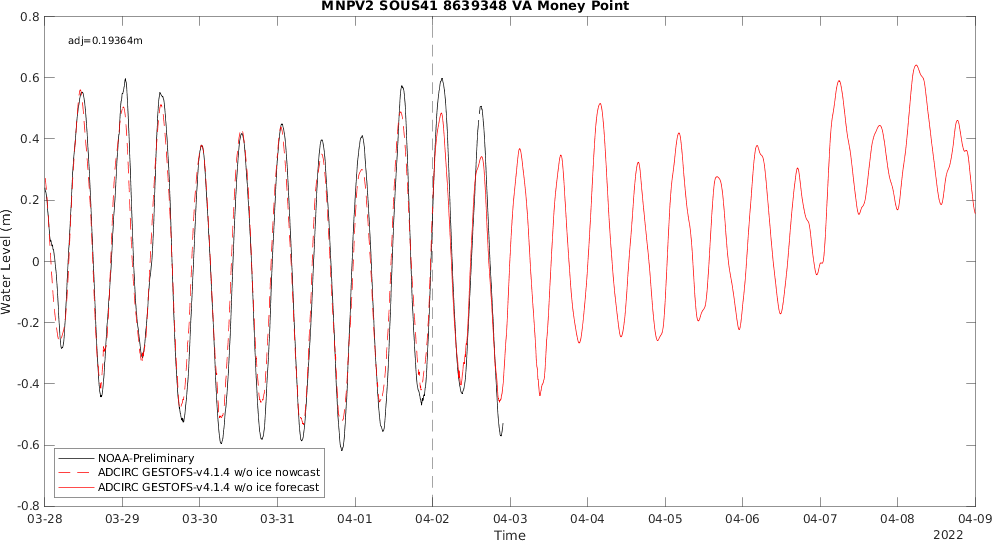 MNPV2 SOUS41 8639348 VA Money Point
adj=0.19364m
0.8
0.6
0.4
0.2
0
-0.2
-0.4
-0.6
-0.8
Water Level (m)
NOAA-Preliminary
ADCIRC GESTOFS-v4.1.4 w/o ice nowcast
ADCIRC GESTOFS-v4.1.4 w/o ice forecast
03-28 03-29 03-30 03-31 04-01 04-02 04-03 04-04 04-05 04-06 04-07 04-08 04-09
Time
2022